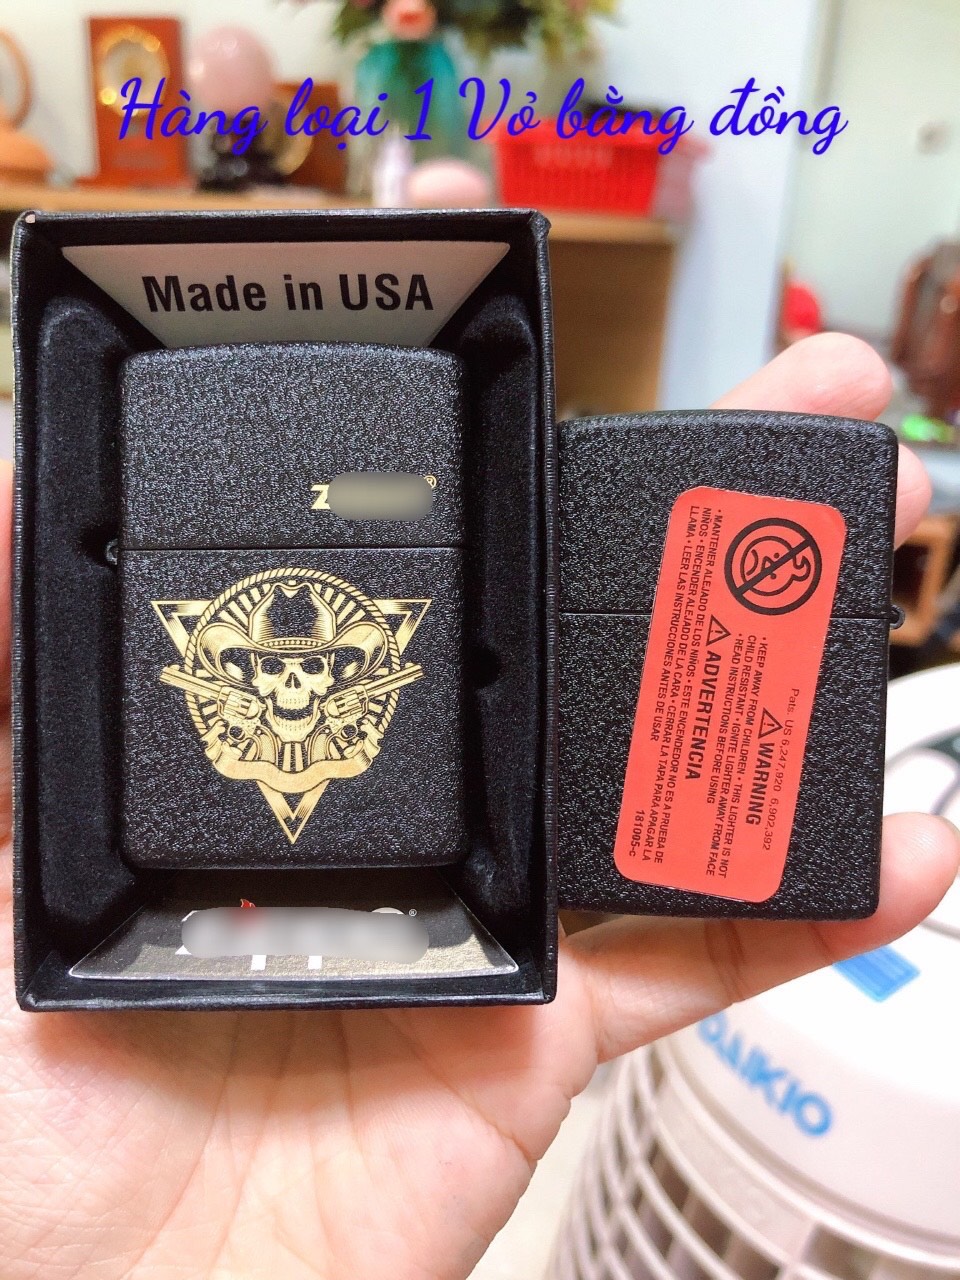 Hàng loại 1 Vỏ bằng đồng
Made in USA
Z
®
®
Pats. US 6,247,920 6,902,392
⚠ WARNING
• KEEP AWAY FROM CHILDREN • THIS LIGHTER IS NOT
CHILD RESISTANT • IGNITE LIGHTER AWAY FROM FACE
• READ INSTRUCTIONS BEFORE USING
⚠ ADVERTENCIA
• MANTENER ALEJADO DE LOS NIÑOS • ESTE ENCENDEDOR NO ES A PRUEBA DE
NIÑOS • ENCENDER ALEJADO DE LA CARA • CERRAR LA TAPA PARA APAGAR LA
LLAMA • LEER LAS INSTRUCCIONES ANTES DE USAR
181005-c
DAIKIO